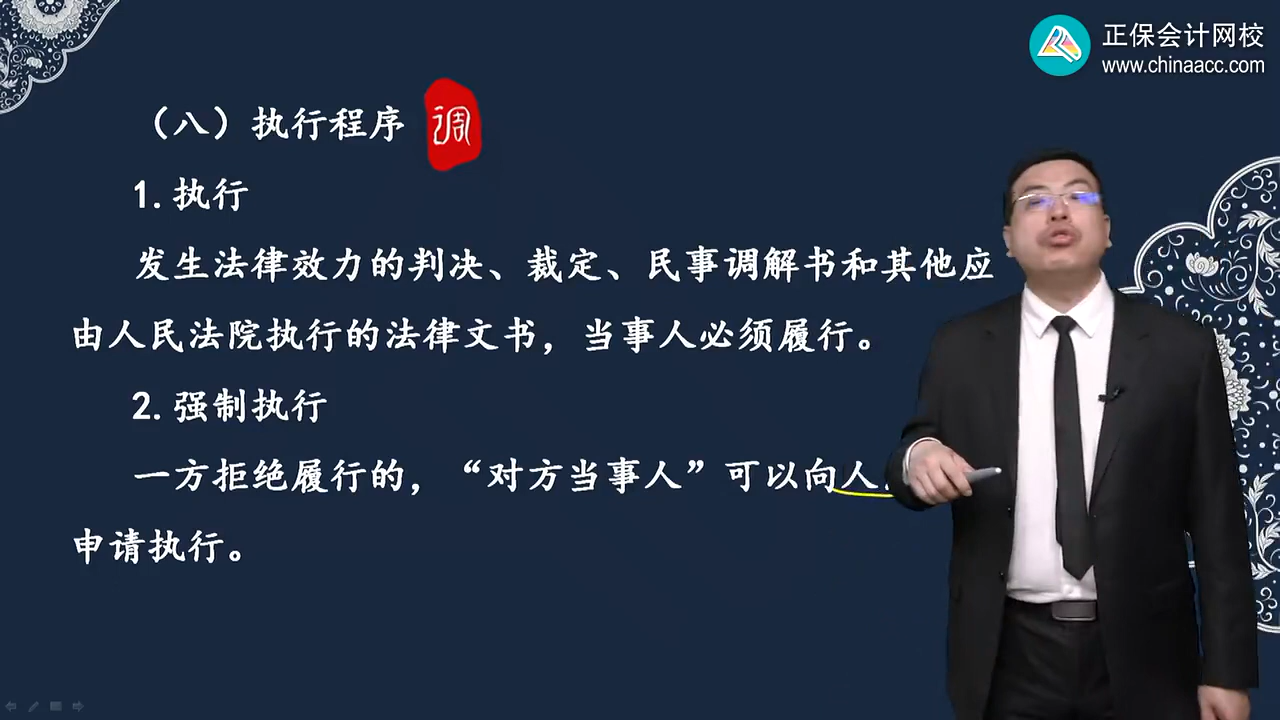 正保会计网校
www.chinaacc.com
（八）执行程序 调
1.执行
发生法律效力的判决、裁定、民事调解书和其他应
由人民法院执行的法律文书，当事人必须履行。
2.强制执行
一方拒绝履行的，“对方当事人”可以向人
申请执行。